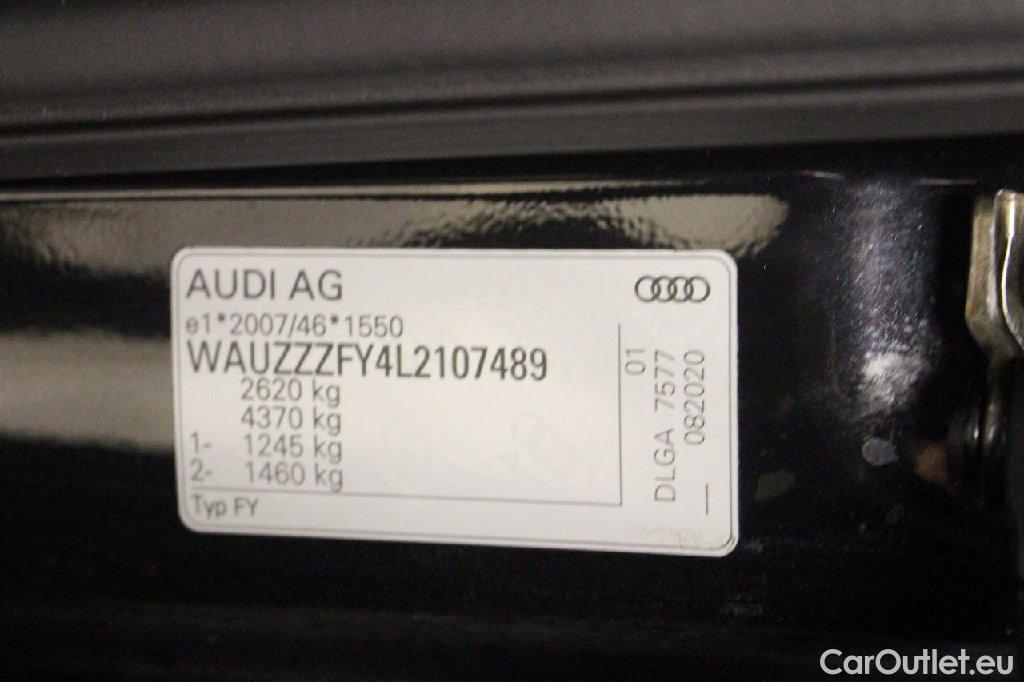 AUDI AG
e1*2007/46*1550
WAUZZZFY4L2107489
2620 kg
4370 kg
1- 1245 kg
2- 1460 kg
Typ FY
01
DLGA 7577
082020
CarOutlet.eu